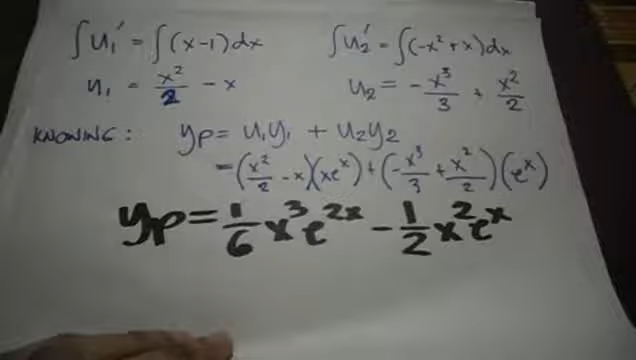 ∫u₁' = ∫(x-1)dx
∫u₂' = ∫(-x² + x)dx
u₁ = x²/2 - x
u₂ = -x³/3 + x²/2
KNOWING: yp = u₁y₁ + u₂y₂
= (x²/2 - x)(xeˣ) + (-x³/3 + x²/2)(eˣ)
yp = 1/6 x³e²ˣ - 1/2 x²eˣ